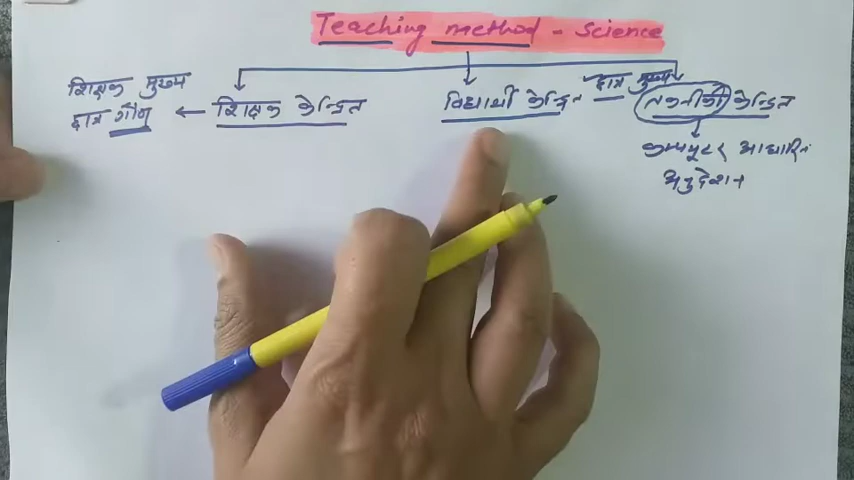 Teaching method - Science
शिक्षक मुख्य
छात्र गौण ← शिक्षक केन्द्रित
विद्यार्थी केन्द्रित
छात्र मुख्य
तकनीकी केन्द्रित
कम्प्यूटर आधारित
अनुदेशन